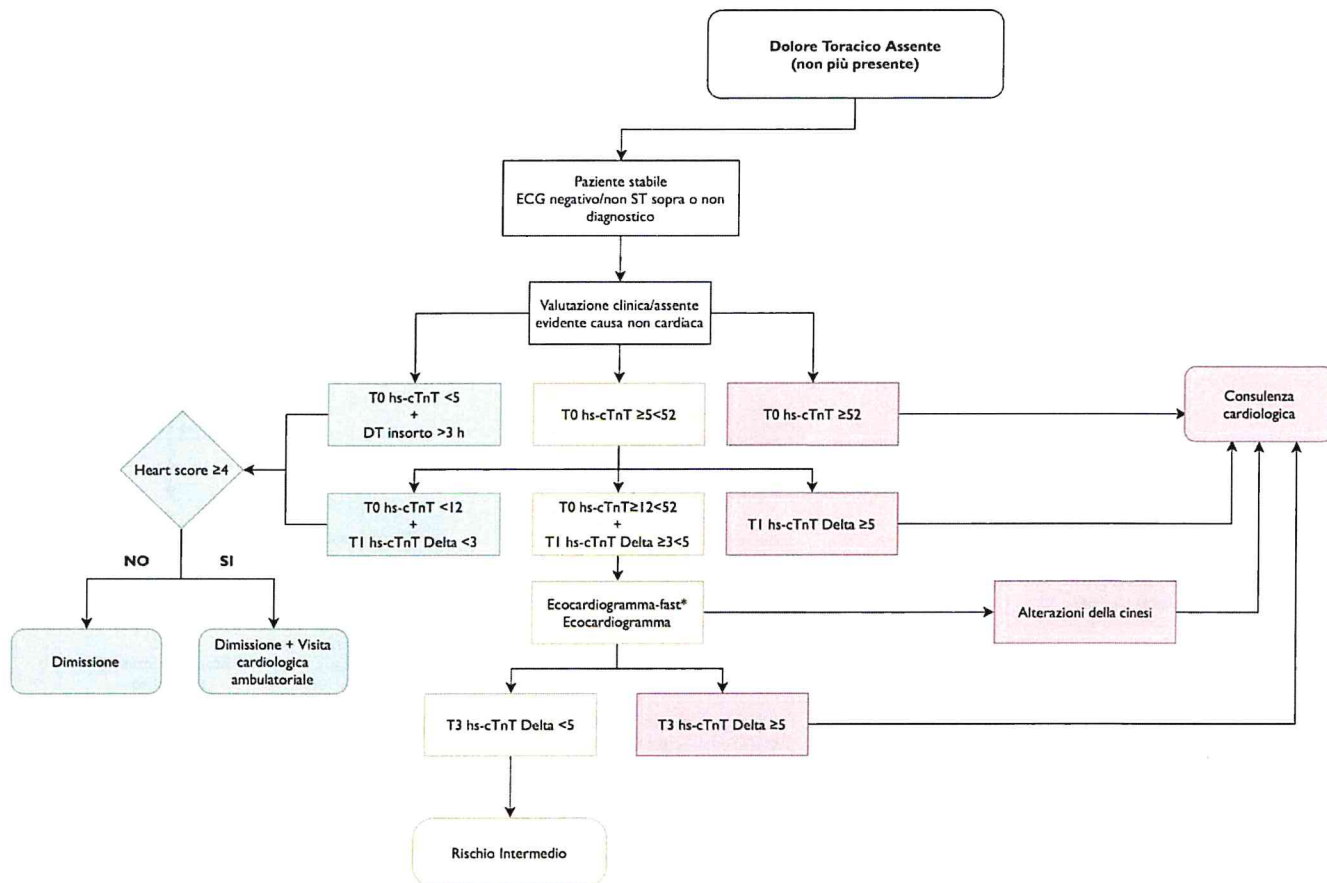 Dolore Toracico Assente
(non più presente)
Paziente stabile
ECG negativo/non ST sopra o non
diagnostico
Valutazione clinica/assente
evidente causa non cardiaca
T0 hs-cTnT <5
+
DT insorto >3 h
T0 hs-cTnT ≥5<52
T0 hs-cTnT ≥52
Consulenza
cardiologica
Heart score ≥4
T0 hs-cTnT <12
+
T1 hs-cTnT Delta <3
T0 hs-cTnT≥12<52
+
T1 hs-cTnT Delta ≥3<5
T1 hs-cTnT Delta ≥5
NO
SI
Ecocardiogramma-fast*
Ecocardiogramma
Alterazioni della cinesi
Dimissione
Dimissione + Visita
cardiologica
ambulatoriale
T3 hs-cTnT Delta <5
T3 hs-cTnT Delta ≥5
Rischio Intermedio